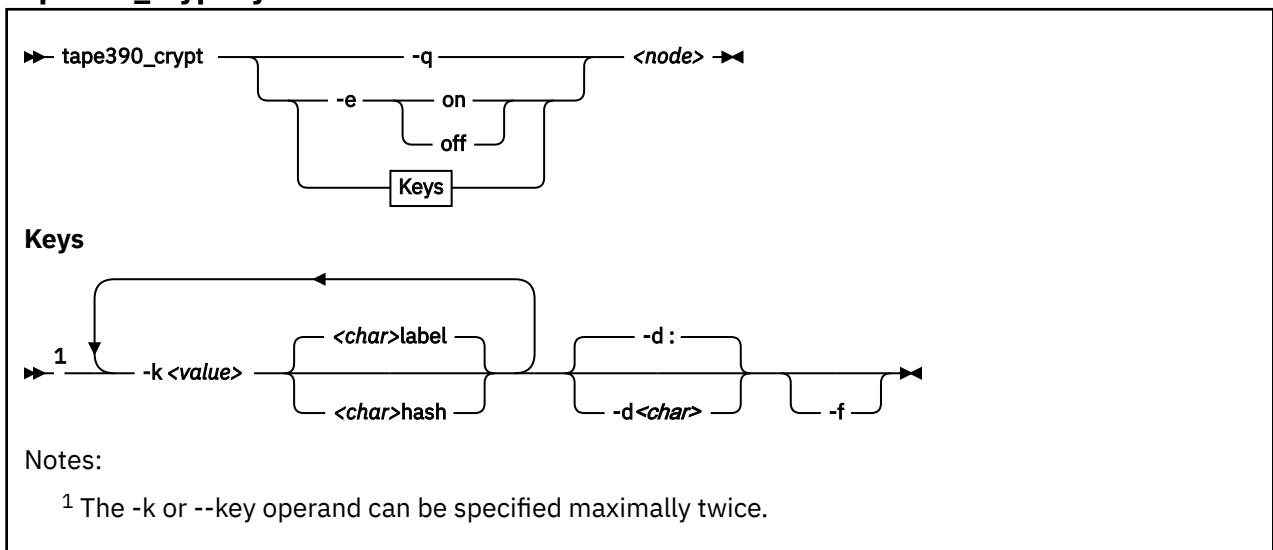 tape390_crypt -q <node>
-e on
off
Keys
Keys
<char>label -d :
1 -k <value>
<char>hash -d<char> -f
Notes:
1 The -k or --key operand can be specified maximally twice.